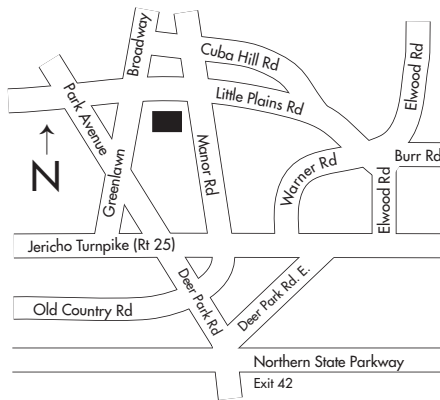 Broadway
Cuba Hill Rd
Elwood Rd
Park Avenue
Little Plains Rd
N
Greenlawn
Manor Rd
Warner Rd
Burr Rd
Elwood Rd
Jericho Turnpike (Rt 25)
Deer Park Rd
Deer Park Rd. E.
Old Country Rd
Northern State Parkway
Exit 42